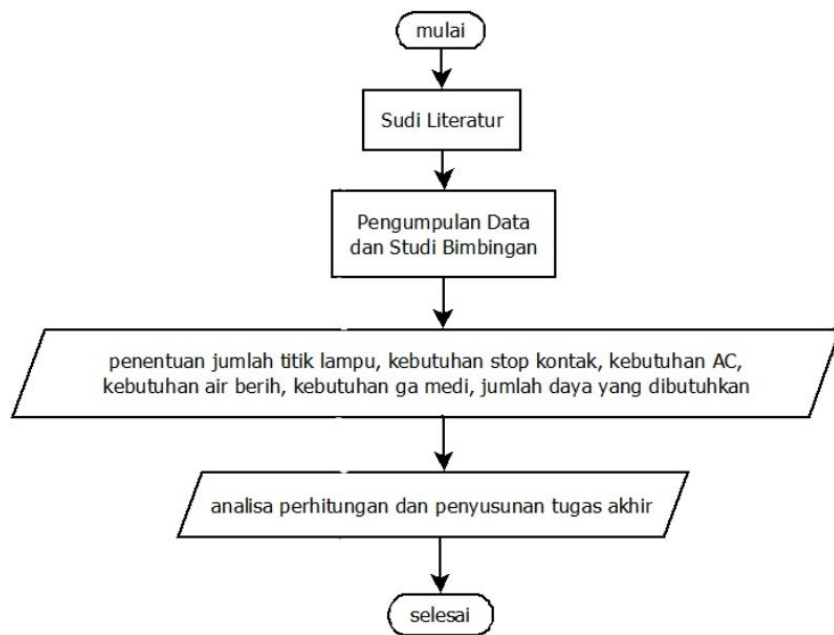 mulai
Sudi Literatur
Pengumpulan Data
dan Studi Bimbingan
penentuan jumlah titik lampu, kebutuhan stop kontak, kebutuhan AC,
kebutuhan air berih, kebutuhan ga medi, jumlah daya yang dibutuhkan
analisa perhitungan dan penyusunan tugas akhir
selesai